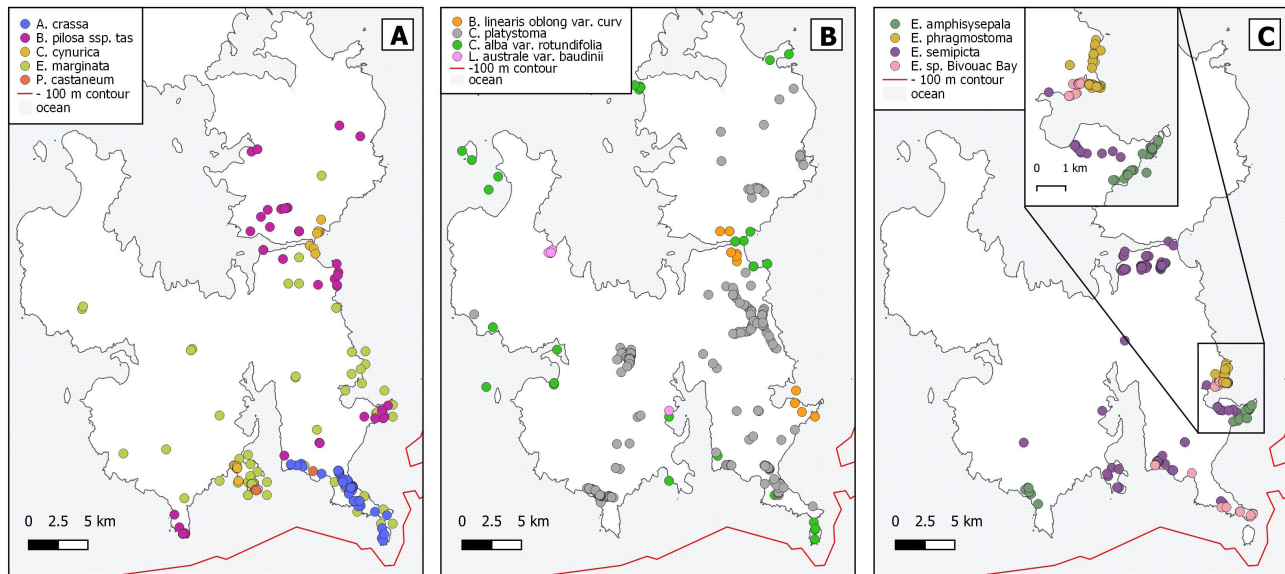 A
A. crassa
B. pilosa ssp. tas
C. cynurica
E. marginata
P. castaneum
- 100 m contour
ocean
0 2.5 5 km
B
B. linearis oblong var. curv
C. platystoma
C. alba var. rotundifolia
L. australe var. baudinii
-100 m contour
ocean
0 2.5 5 km
C
E. amphisysepala
E. phragmostoma
E. semipicta
E. sp. Bivouac Bay
- 100 m contour
ocean
0 1 km
0 2.5 5 km